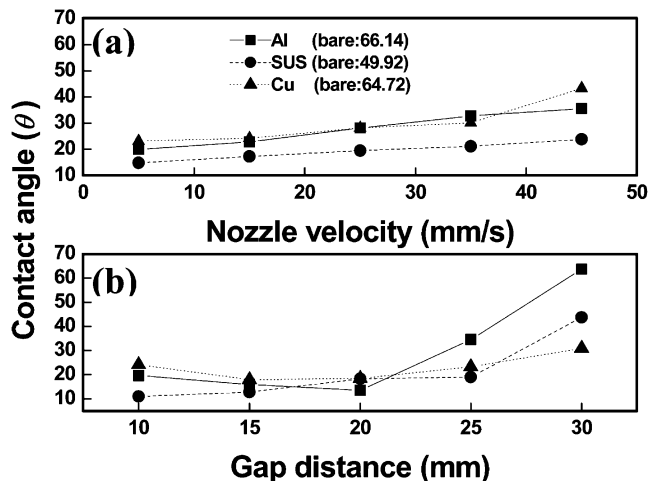 70
(a)
Al (bare:66.14)
60
SUS (bare:49.92)
50
Cu (bare:64.72)
40
30
20
10
0 10 20 30 40 50
Nozzle velocity (mm/s)
Contact angle (θ)
70
(b)
60
50
40
30
20
10
10 15 20 25 30
Gap distance (mm)